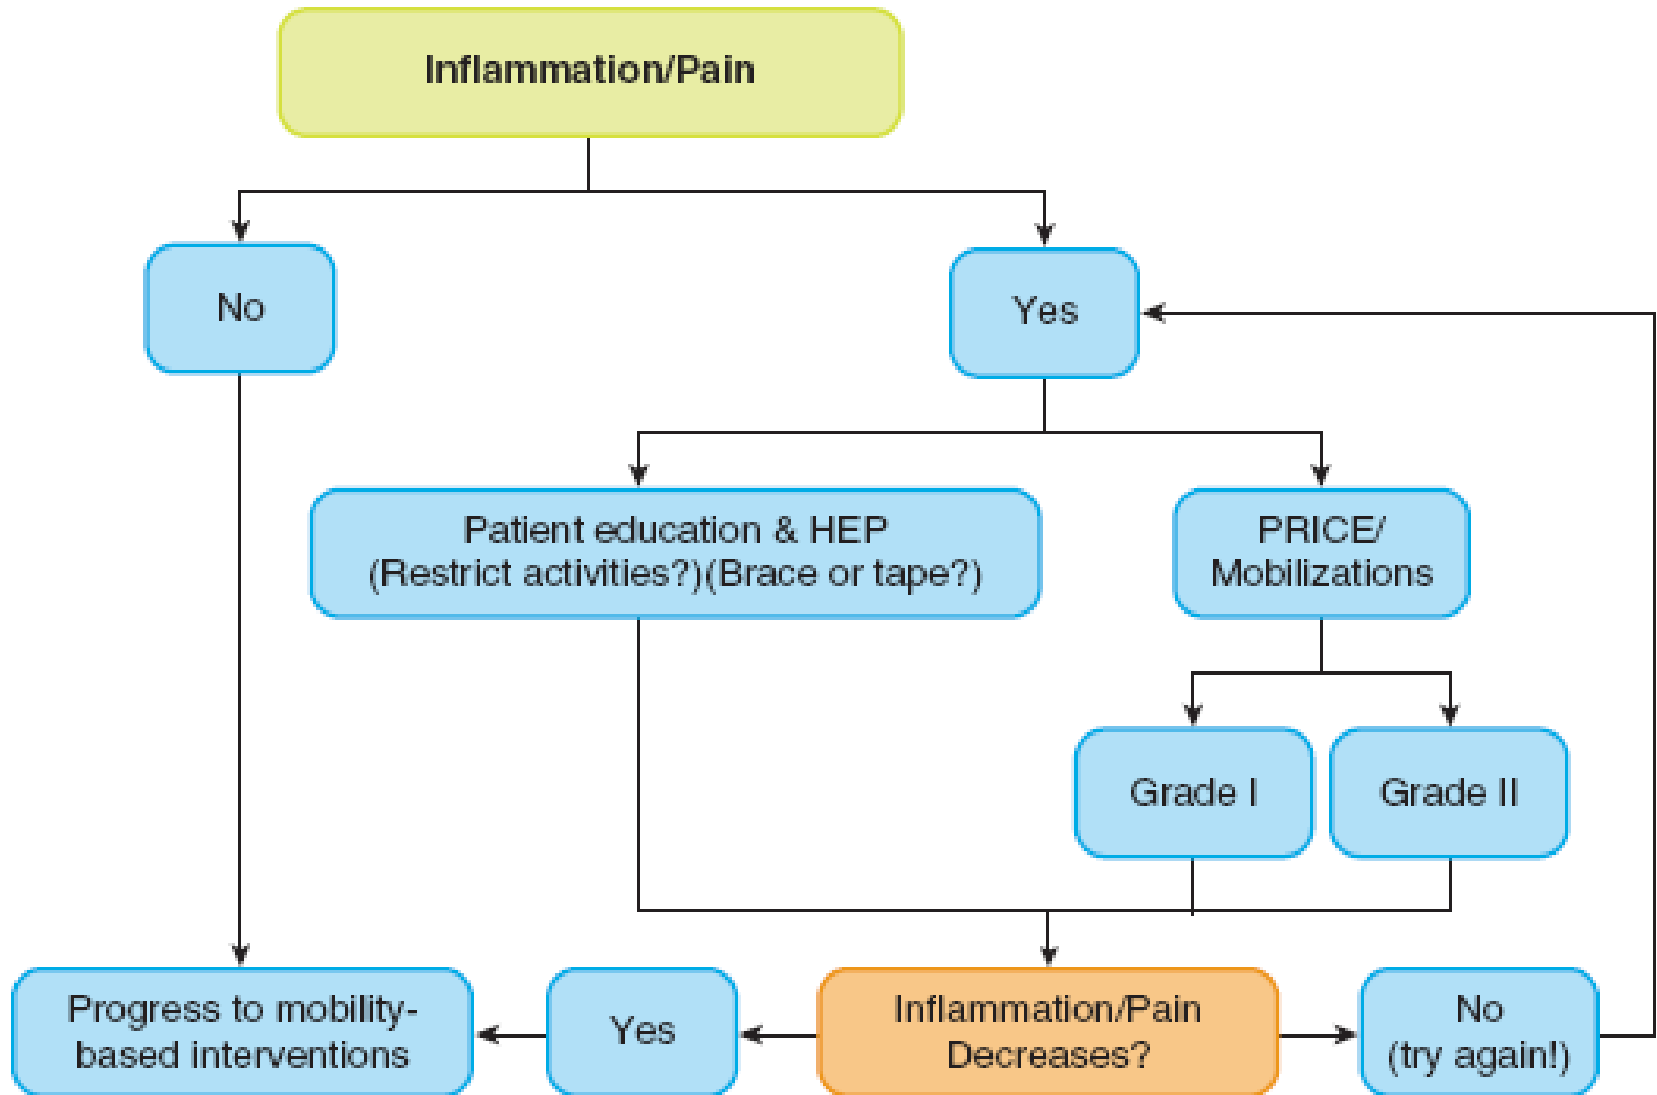 Inflammation/Pain
No
Yes
Patient education & HEP
(Restrict activities?)(Brace or tape?)
PRICE/
Mobilizations
Grade I
Grade II
Progress to mobility-
based interventions
Yes
Inflammation/Pain
Decreases?
No
(try again!)